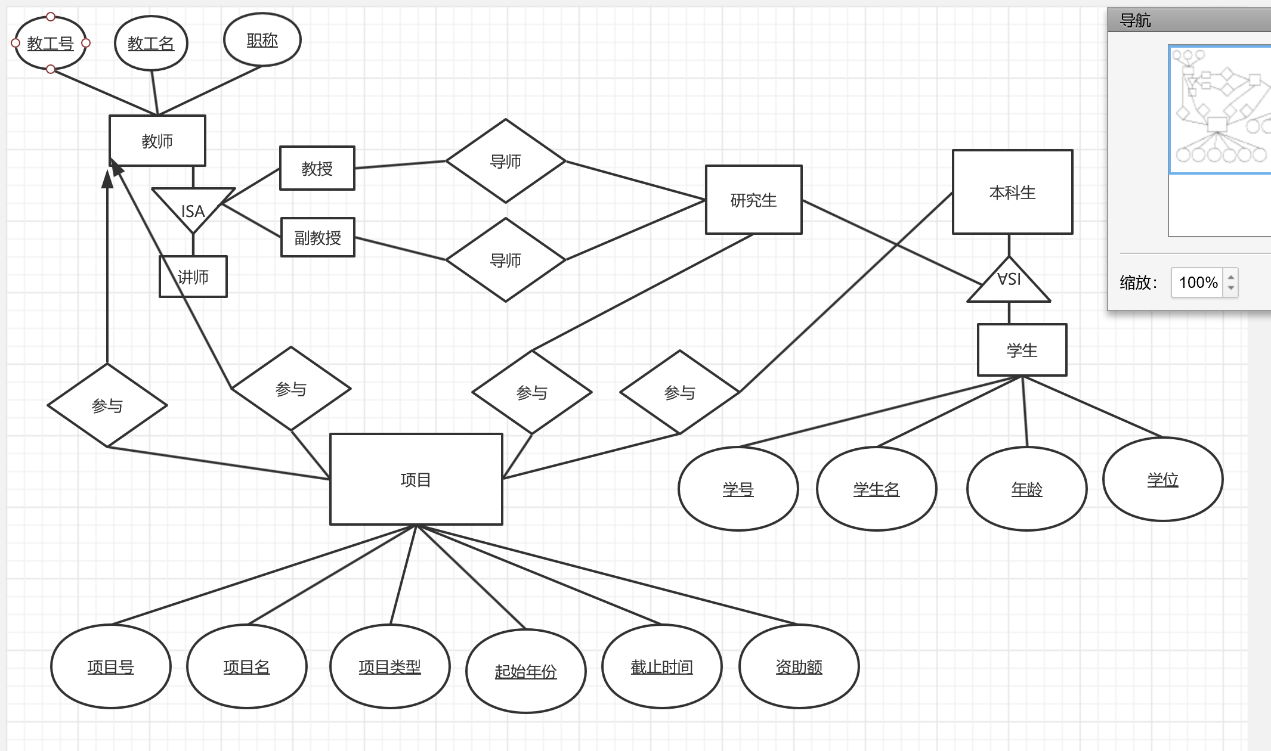 教工号
教工名
职称
导航
教师
教授
导师
研究生
本科生
ISA
副教授
导师
ISA
讲师
缩放：
100%
学生
参与
参与
参与
参与
项目
学号
学生名
年龄
学位
项目号
项目名
项目类型
起始年份
截止时间
资助额